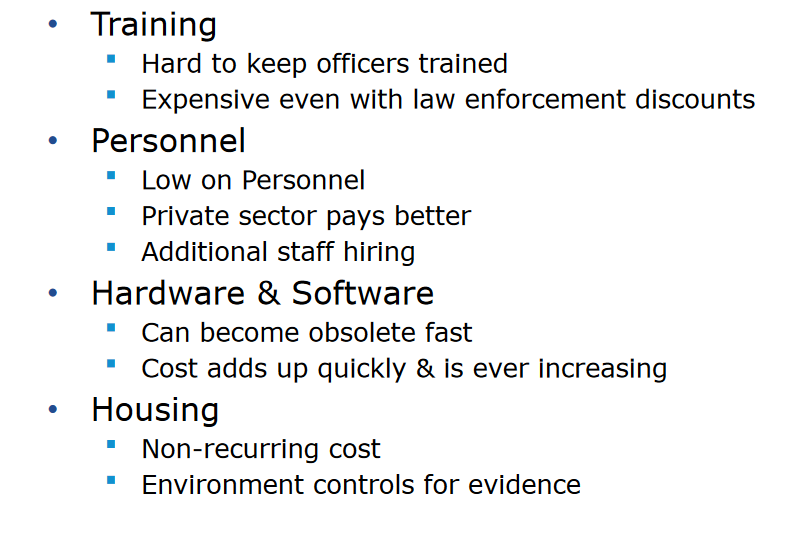 • Training
▪ Hard to keep officers trained
▪ Expensive even with law enforcement discounts
• Personnel
▪ Low on Personnel
▪ Private sector pays better
▪ Additional staff hiring
• Hardware & Software
▪ Can become obsolete fast
▪ Cost adds up quickly & is ever increasing
• Housing
▪ Non-recurring cost
▪ Environment controls for evidence